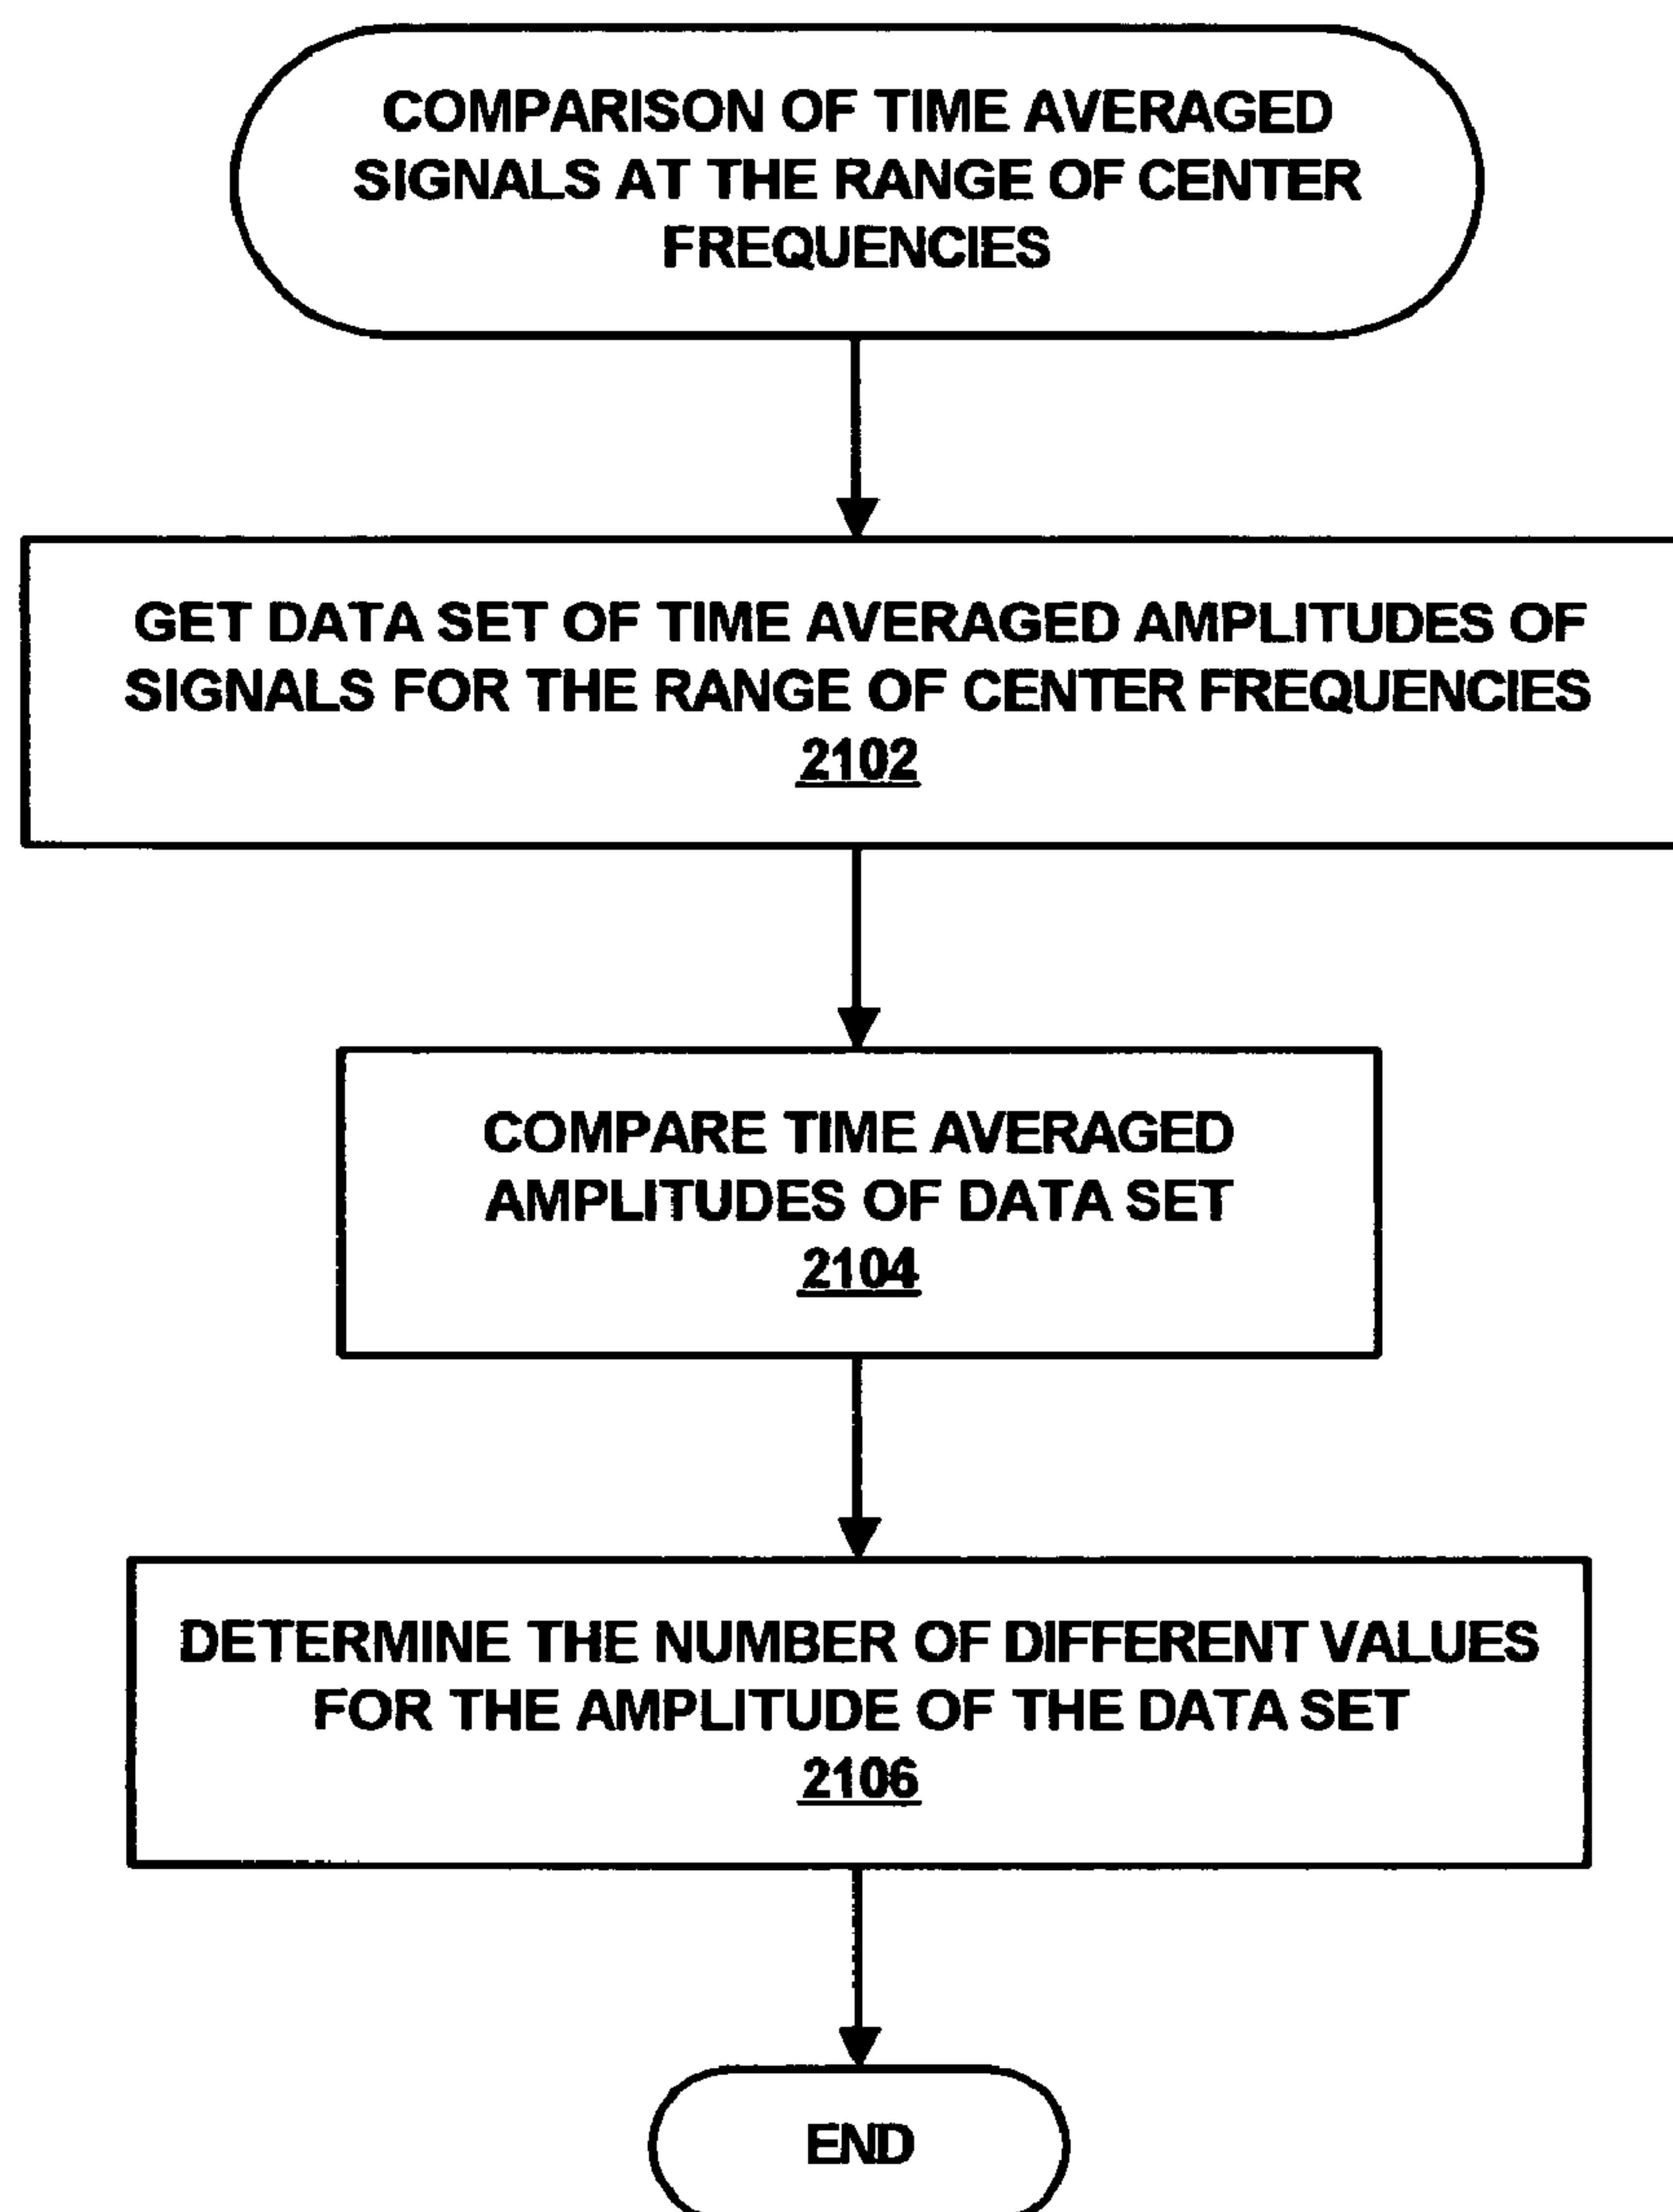 COMPARISON OF TIME AVERAGED
SIGNALS AT THE RANGE OF CENTER
FREQUENCIES
GET DATA SET OF TIME AVERAGED AMPLITUDES OF
SIGNALS FOR THE RANGE OF CENTER FREQUENCIES
2102
COMPARE TIME AVERAGED
AMPLITUDES OF DATA SET
2104
DETERMINE THE NUMBER OF DIFFERENT VALUES
FOR THE AMPLITUDE OF THE DATA SET
2106
END